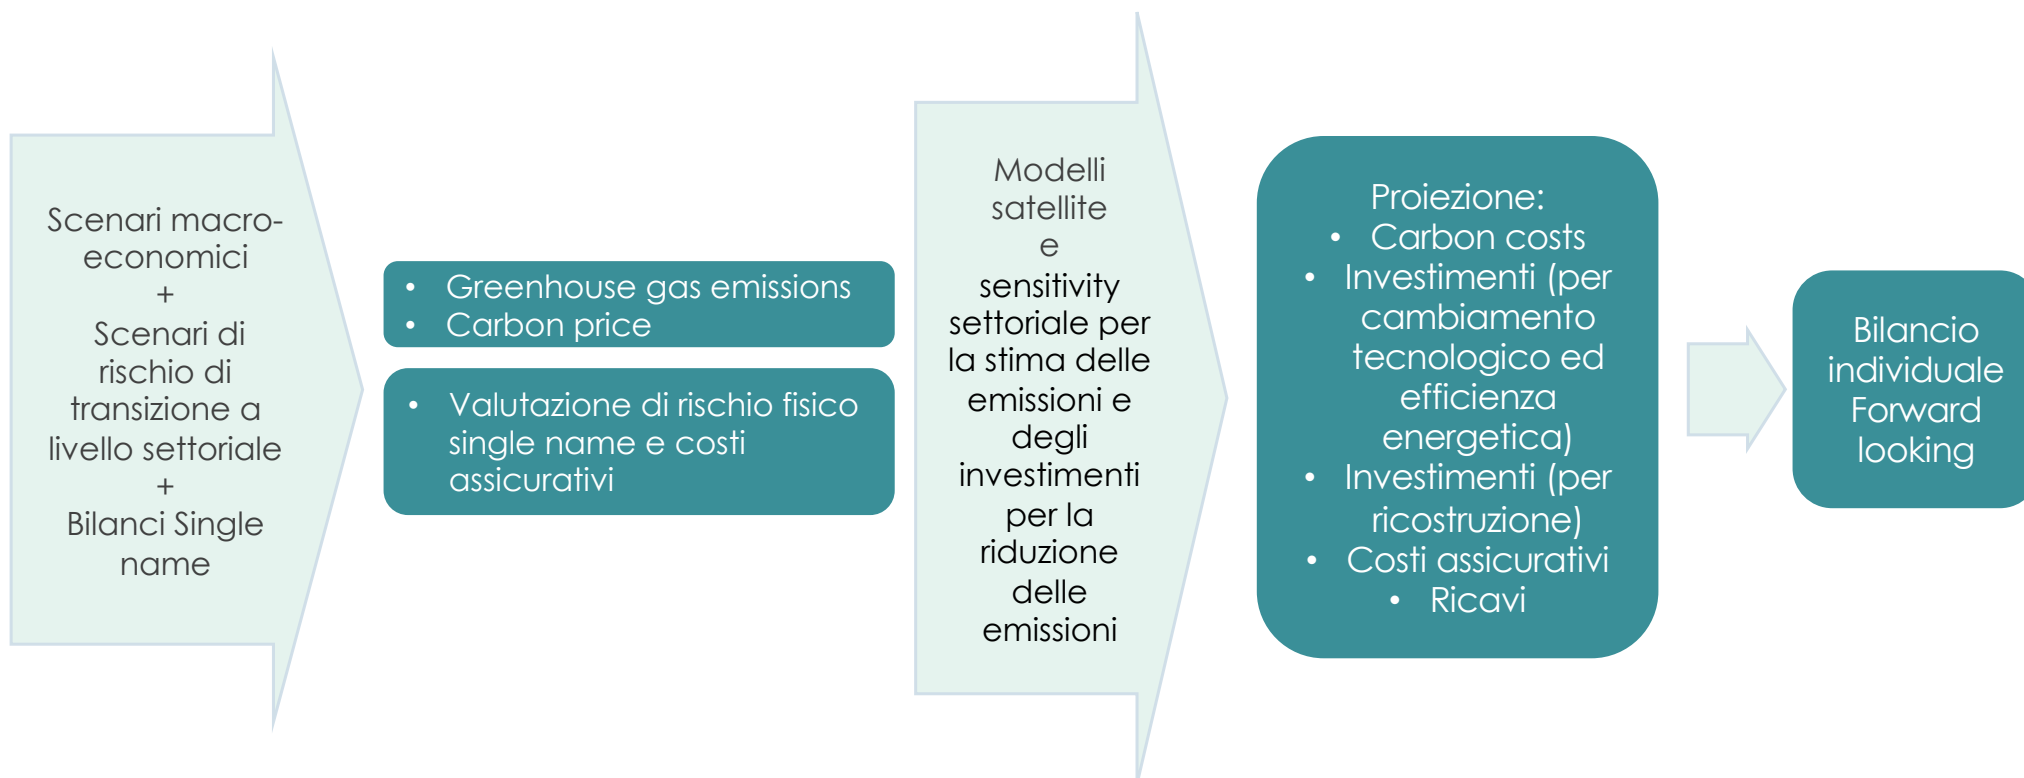 Scenari macro-
economici
+
Scenari di
rischio di
transizione a
livello settoriale
+
Bilanci Single
name
• Greenhouse gas emissions
• Carbon price
• Valutazione di rischio fisico
single name e costi
assicurativi
Modelli
satellite
e
sensitivity
settoriale per
la stima delle
emissioni e
degli
investimenti
per la
riduzione
delle
emissioni
Proiezione:
• Carbon costs
• Investimenti (per
cambiamento
tecnologico ed
efficienza
energetica)
• Investimenti (per
ricostruzione)
• Costi assicurativi
• Ricavi
Bilancio
individuale
Forward
looking